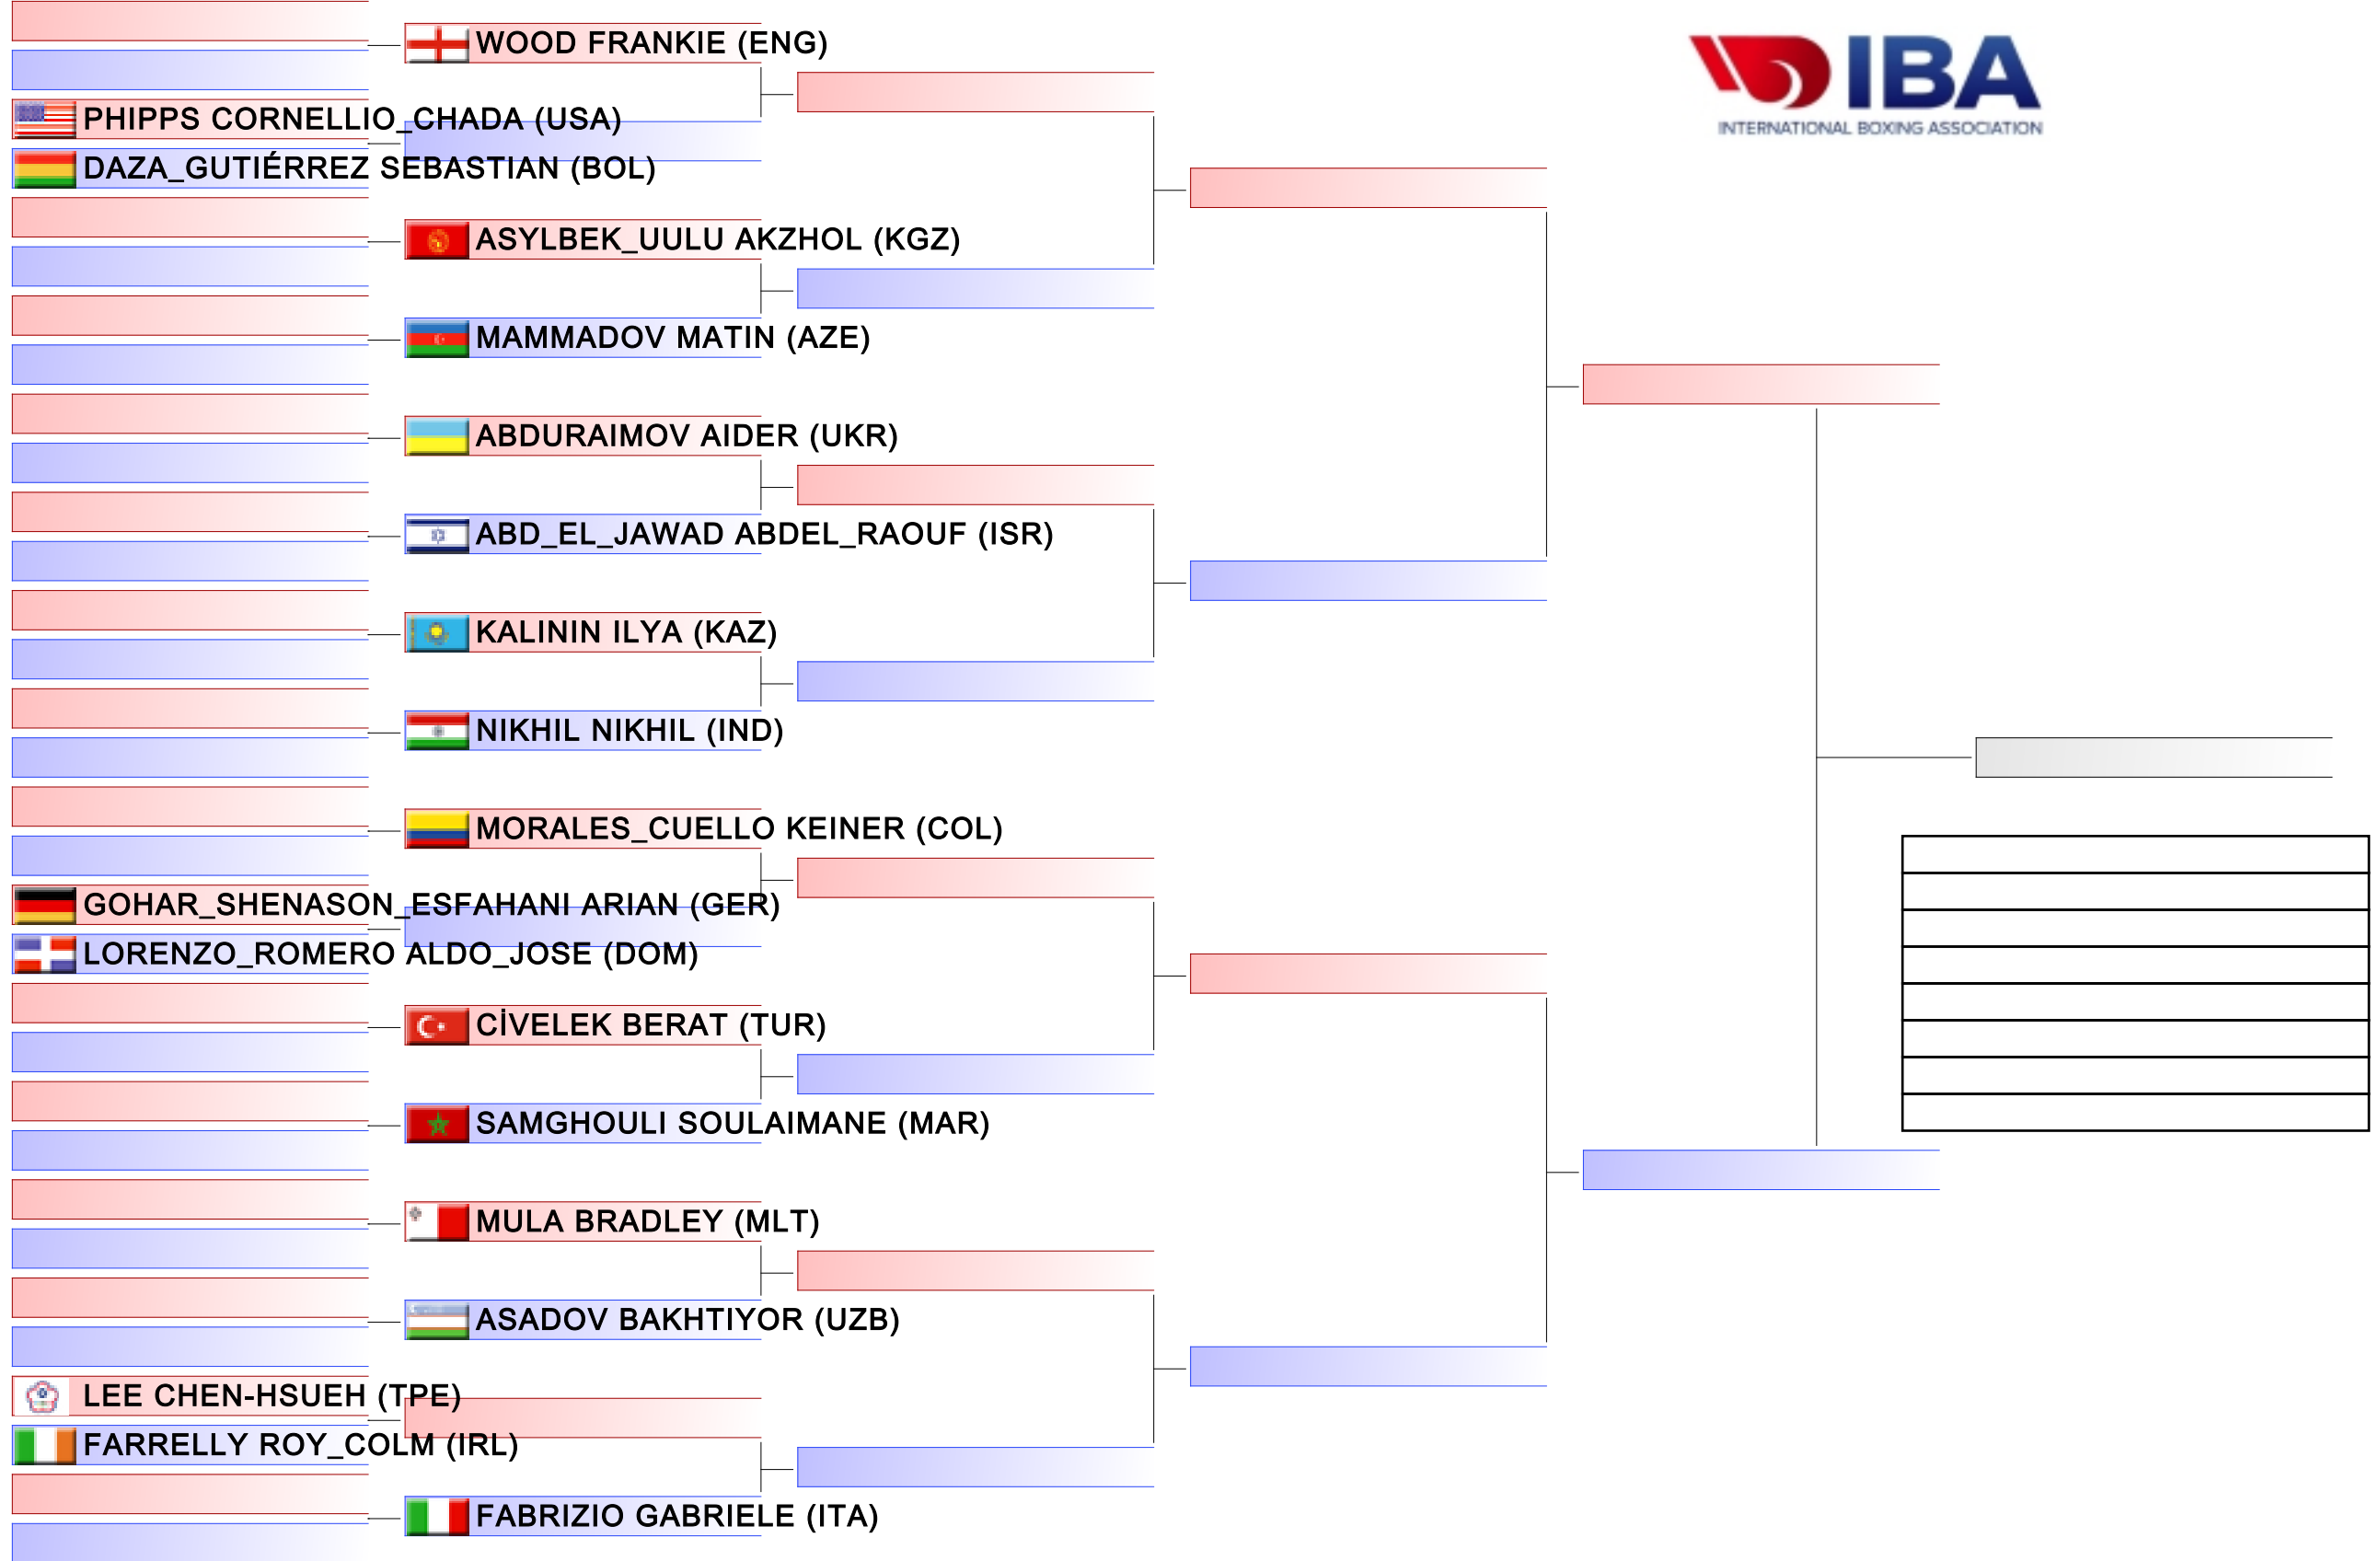 WOOD FRANKIE (ENG)
IBA
INTERNATIONAL BOXING ASSOCIATION
PHIPPS CORNELLIO_CHADA (USA)
DAZA_GUTIÉRREZ SEBASTIAN (BOL)
ASYLBEK_UULU AKZHOL (KGZ)
MAMMADOV MATIN (AZE)
ABDURAIMOV AIDER (UKR)
ABD_EL_JAWAD ABDEL_RAOUF (ISR)
KALININ ILYA (KAZ)
NIKHIL NIKHIL (IND)
MORALES_CUELLO KEINER (COL)
GOHAR_SHENASON_ESFAHANI ARIAN (GER)
LORENZO_ROMERO ALDO_JOSE (DOM)
CİVELEK BERAT (TUR)
SAMGHOULI SOULAIMANE (MAR)
MULA BRADLEY (MLT)
ASADOV BAKHTIYOR (UZB)
LEE CHEN-HSUEH (TPE)
FARRELLY ROY_COLM (IRL)
FABRIZIO GABRIELE (ITA)